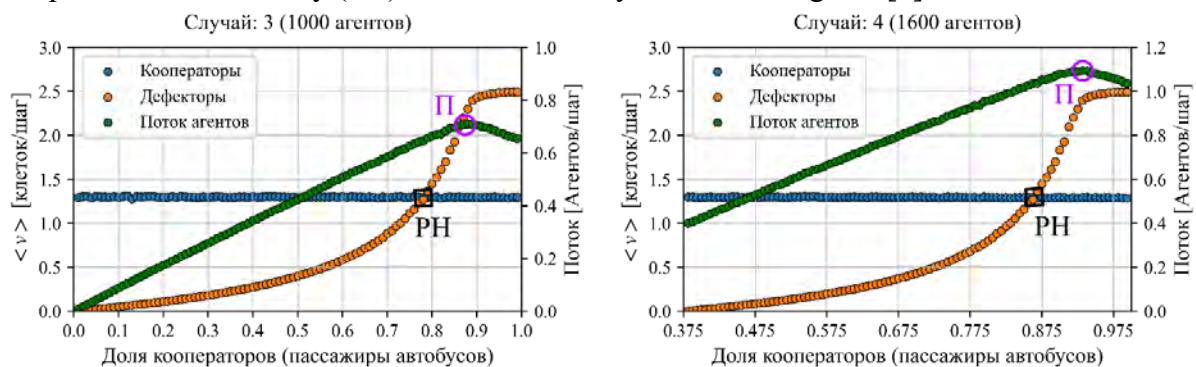 Случай: 3 (1000 агентов)
3.0
2.5
2.0
1.5
1.0
0.5
0.0
< v > [клеток/шаг]
Кооператоры
Дефекторы
Поток агентов
П
РН
1.0
0.8
0.6
0.4
0.2
0.0
Поток [Агентов/шаг]
0.0 0.1 0.2 0.3 0.4 0.5 0.6 0.7 0.8 0.9 1.0
Доля кооператоров (пассажиры автобусов)
Случай: 4 (1600 агентов)
3.0
2.5
2.0
1.5
1.0
0.5
0.0
< v > [клеток/шаг]
Кооператоры
Дефекторы
Поток агентов
П
РН
1.2
1.0
0.8
0.6
0.4
0.2
0.0
Поток [Агентов/шаг]
0.375 0.475 0.575 0.675 0.775 0.875 0.975
Доля кооператоров (пассажиры автобусов)